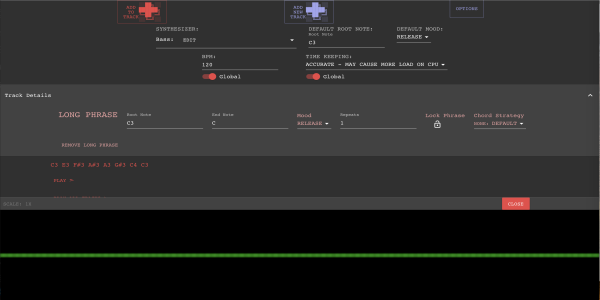 ADD TO TRACK
ADD NEW TRACK
OPTIONS
SYNTHESISER:
Bass: EDIT
DEFAULT ROOT NOTE:
Root Note
C3
DEFAULT MOOD:
RELEASE
BPM:
120
Global
TIME KEEPING:
ACCURATE - MAY CAUSE MORE LOAD ON CPU
Global
Track Details
LONG PHRASE
Root Note
C3
End Note
C
Mood
RELEASE
Repeats
1
Lock Phrase
Chord Strategy
NONE: DEFAULT
REMOVE LONG PHRASE
C3 E3 F#3 A#3 A3 G#3 C4 C3
PLAY
CLOSE